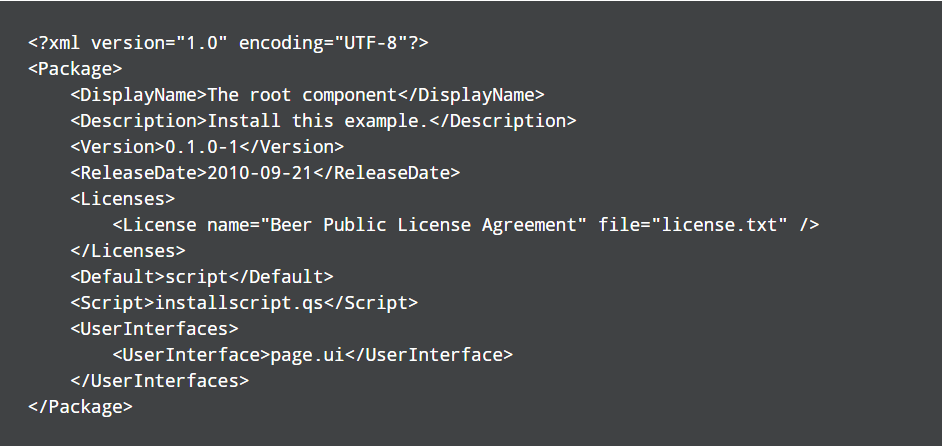 <?xml version="1.0" encoding="UTF-8"?>
<Package>
    <DisplayName>The root component</DisplayName>
    <Description>Install this example.</Description>
    <Version>0.1.0-1</Version>
    <ReleaseDate>2010-09-21</ReleaseDate>
    <Licenses>
        <License name="Beer Public License Agreement" file="license.txt" />
    </Licenses>
    <Default>script</Default>
    <Script>installscript.qs</Script>
    <UserInterfaces>
        <UserInterface>page.ui</UserInterface>
    </UserInterfaces>
</Package>